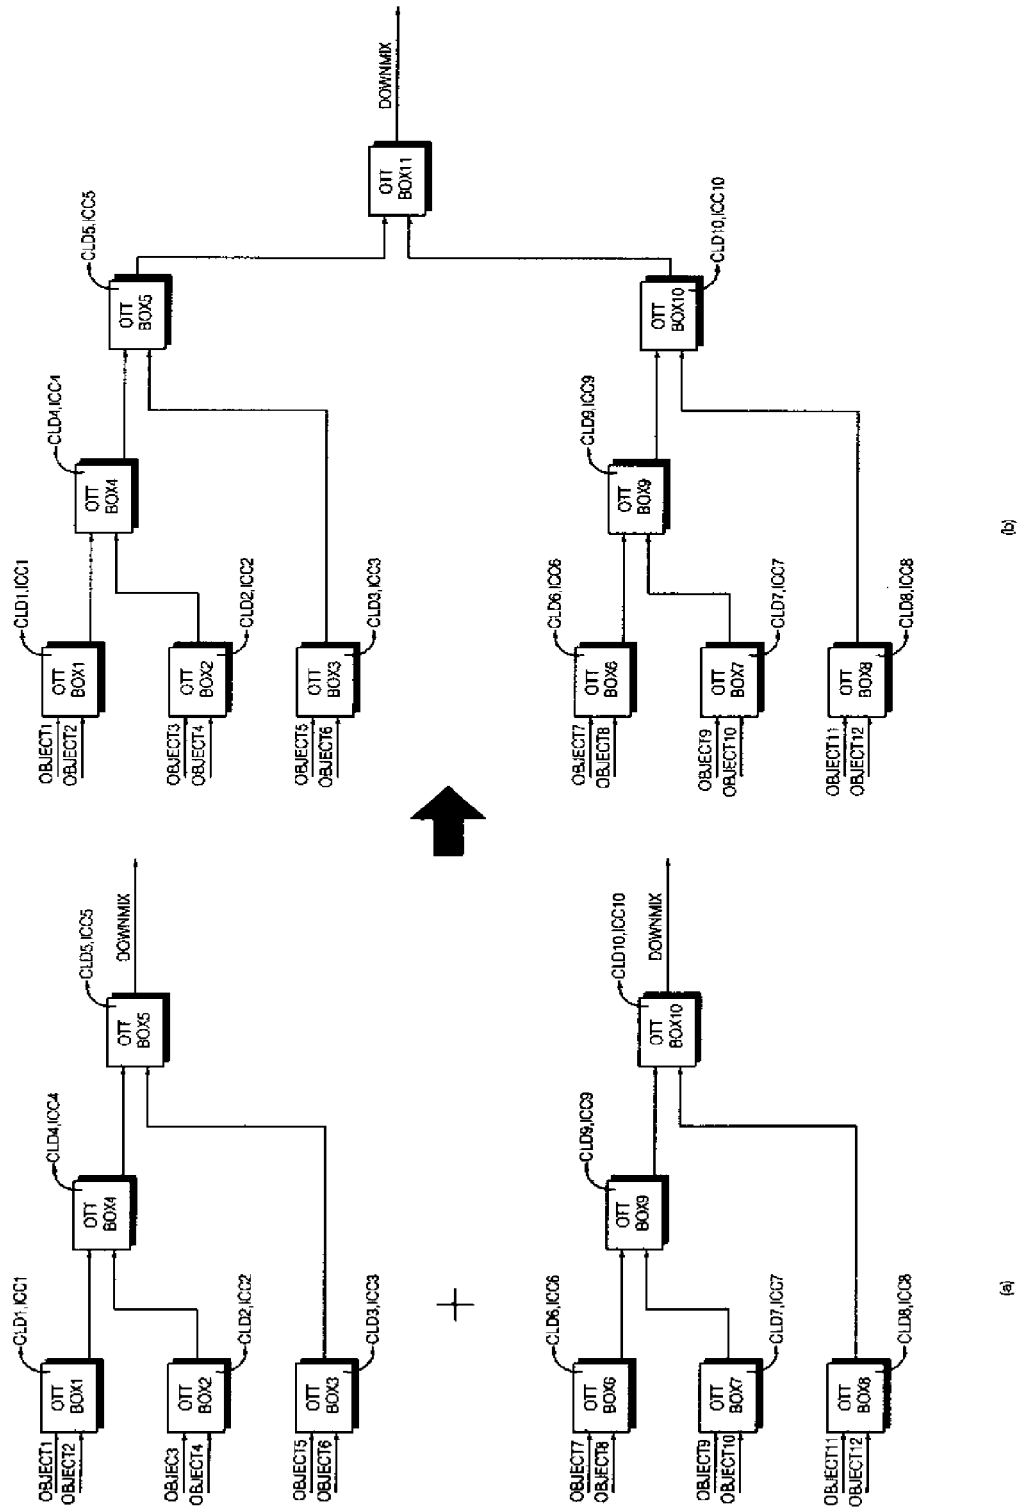 OBJECT1
OBJECT2
OTT
BOX1
CLD1,ICC1
OBJEC3
OBJECT4
OTT
BOX2
CLD2,ICC2
OBJECT5
OBJECT6
OTT
BOX3
CLD3,ICC3
OTT
BOX4
CLD4,ICC4
OTT
BOX5
CLD5,ICC5
DOWNMIX
OBJECT7
OBJECT8
OTT
BOX6
CLD6,ICC6
OBJECT9
OBJECT10
OTT
BOX7
CLD7,ICC7
OBJECT11
OBJECT12
OTT
BOX8
CLD8,ICC8
OTT
BOX9
CLD9,ICC9
OTT
BOX10
CLD10,ICC10
DOWNMIX
(a)
OBJECT1
OBJECT2
OTT
BOX1
CLD1,ICC1
OBJECT3
OBJECT4
OTT
BOX2
CLD2,ICC2
OBJECT5
OBJECT6
OTT
BOX3
CLD3,ICC3
OTT
BOX4
CLD4,ICC4
OTT
BOX5
CLD5,ICC5
OBJECT7
OBJECT8
OTT
BOX6
CLD6,ICC6
OBJECT9
OBJECT10
OTT
BOX7
CLD7,ICC7
OBJECT11
OBJECT12
OTT
BOX8
CLD8,ICC8
OTT
BOX9
CLD9,ICC9
OTT
BOX10
CLD10,ICC10
OTT
BOX11
DOWNMIX
(b)